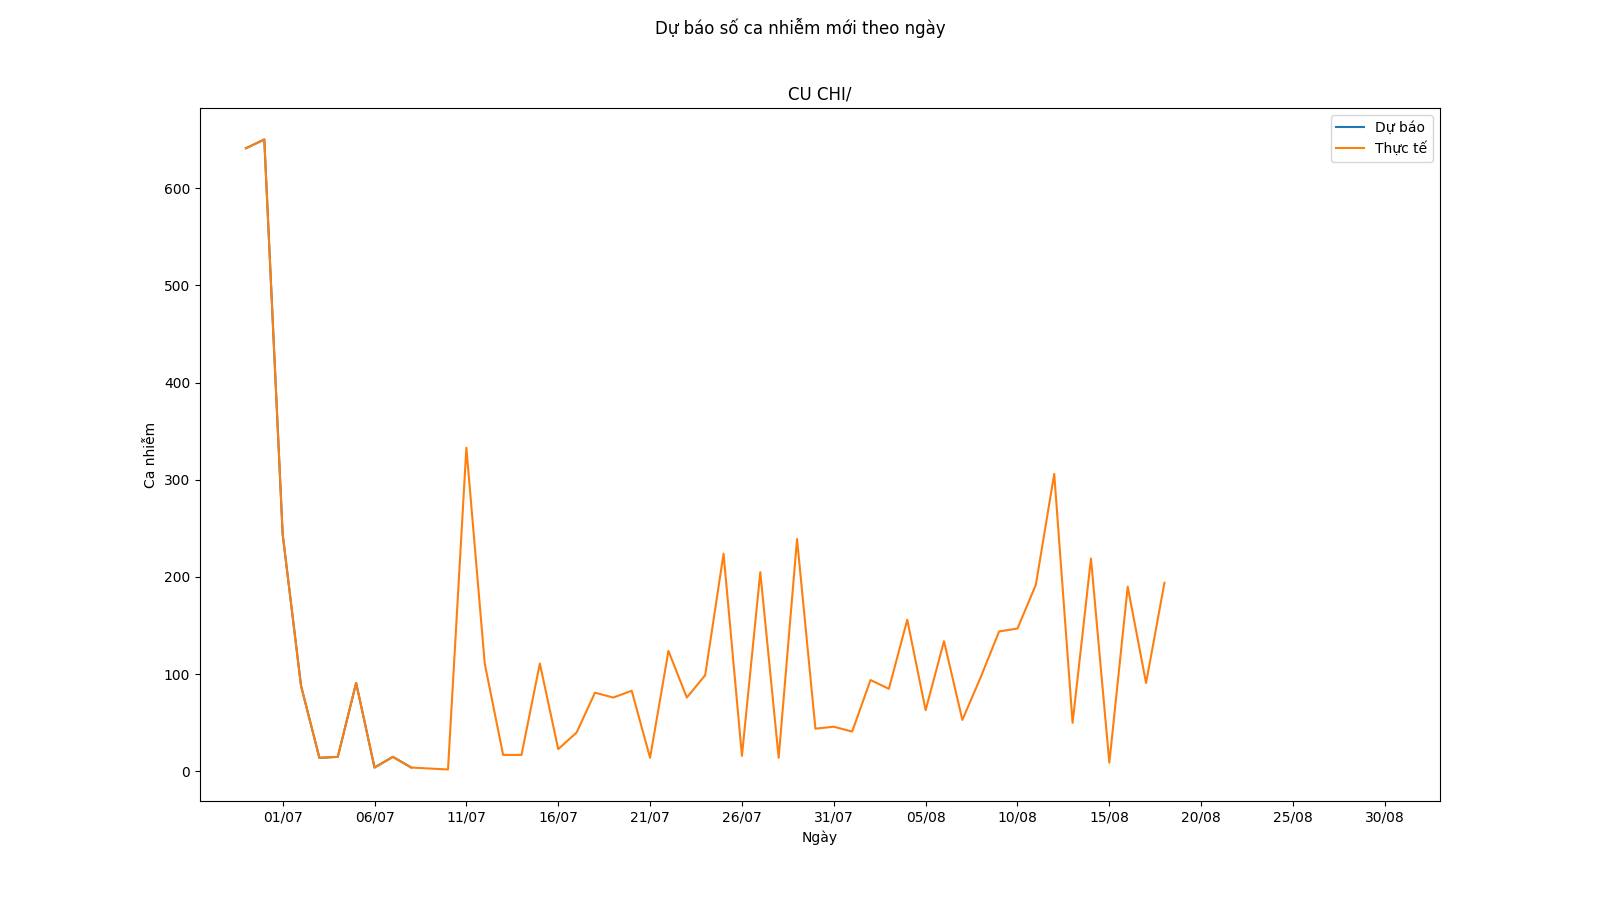 Dự báo số ca nhiễm mới theo ngày
CU CHI/
Dự báo
Thực tế
600
500
400
300
200
100
0
Ca nhiễm
01/07 06/07 11/07 16/07 21/07 26/07 31/07 05/08 10/08 15/08 20/08 25/08 30/08
Ngày